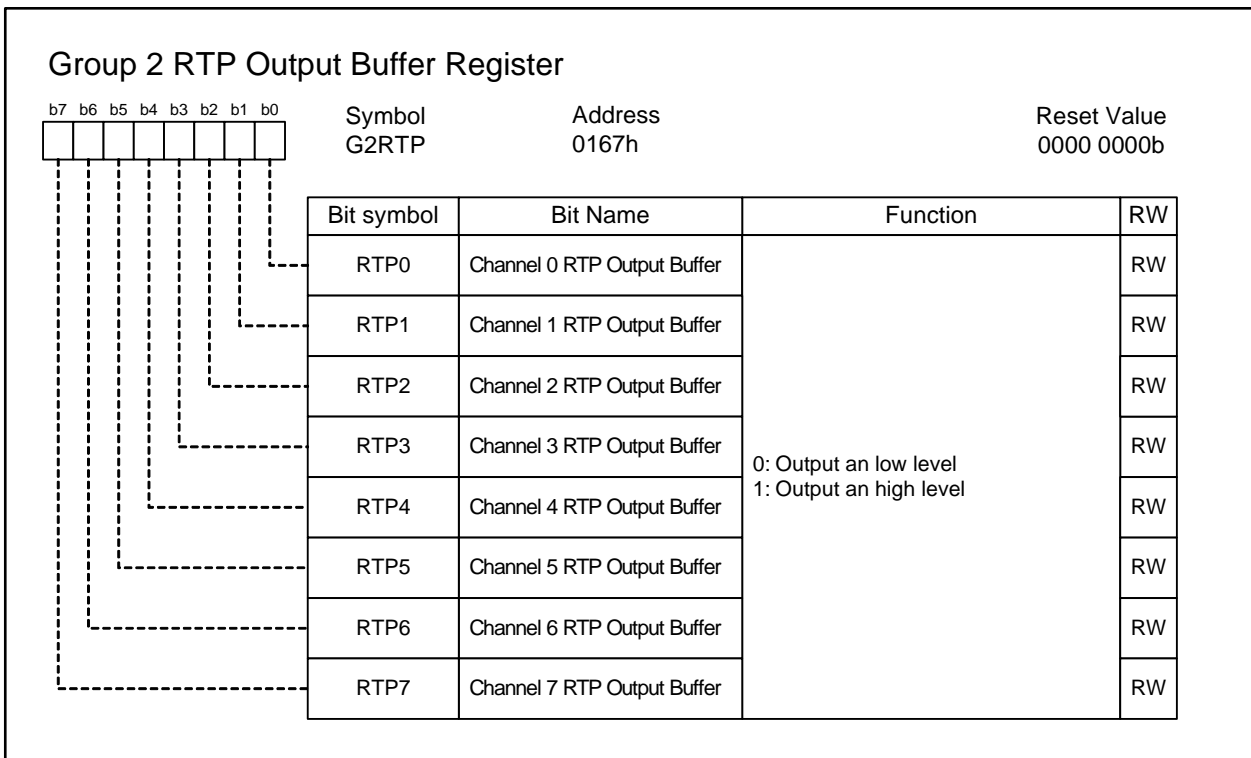 Group 2 RTP Output Buffer Register
b7 b6 b5 b4 b3 b2 b1 b0
Symbol Address Reset Value
G2RTP 0167h 0000 0000b
Bit symbol Bit Name Function RW
RTP0 Channel 0 RTP Output Buffer RW
RTP1 Channel 1 RTP Output Buffer RW
RTP2 Channel 2 RTP Output Buffer RW
RTP3 Channel 3 RTP Output Buffer RW
0: Output an low level
1: Output an high level
RTP4 Channel 4 RTP Output Buffer RW
RTP5 Channel 5 RTP Output Buffer RW
RTP6 Channel 6 RTP Output Buffer RW
RTP7 Channel 7 RTP Output Buffer RW